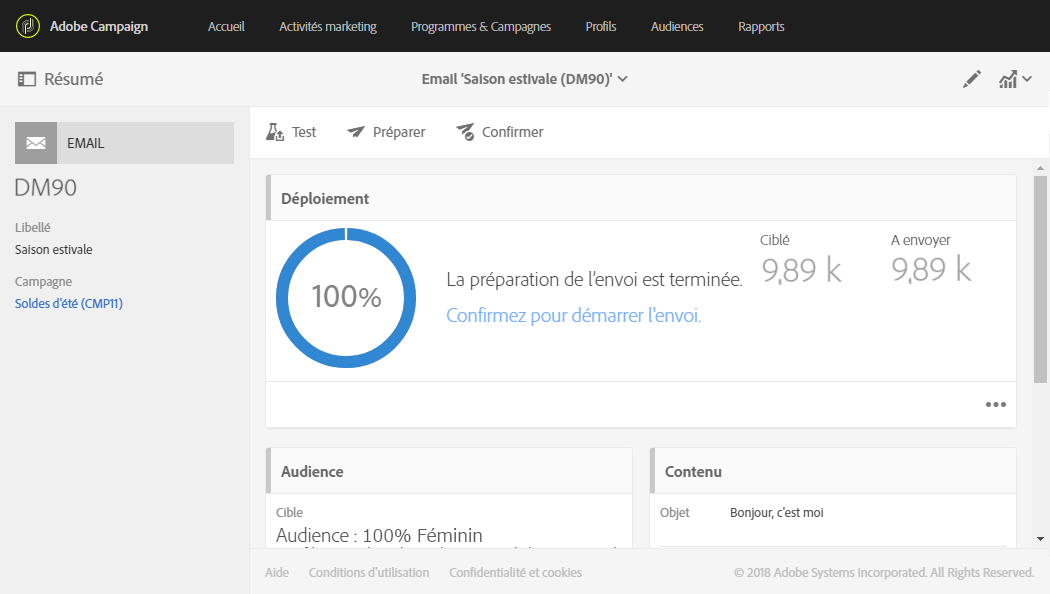 Adobe Campaign Accueil Activités marketing Programmes & Campagnes Profils Audiences Rapports
Résumé Email 'Saison estivale (DM90)'
EMAIL
DM90
Libellé
Saison estivale
Campagne
Soldes d'été (CMP11)
Test Préparer Confirmer
Déploiement
100%
La préparation de l'envoi est terminée.
Confirmez pour démarrer l'envoi.
Ciblé
9,89 k
A envoyer
9,89 k
Audience
Cible
Audience : 100% Féminin
Contenu
Objet Bonjour, c'est moi
Aide Conditions d'utilisation Confidentialité et cookies © 2018 Adobe Systems Incorporated. All Rights Reserved.